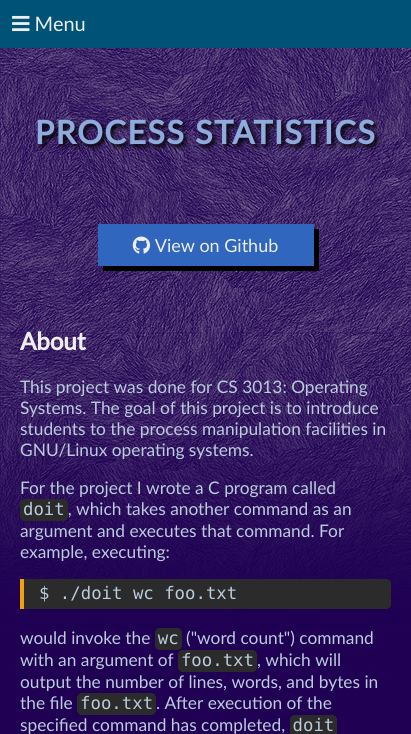 Menu
PROCESS STATISTICS
View on Github
About
This project was done for CS 3013: Operating
Systems. The goal of this project is to introduce
students to the process manipulation facilities in
GNU/Linux operating systems.
For the project I wrote a C program called
doit, which takes another command as an
argument and executes that command. For
example, executing:
$ ./doit wc foo.txt
would invoke the wc ("word count") command
with an argument of foo.txt, which will
output the number of lines, words, and bytes in
the file foo.txt. After execution of the
specified command has completed, doit